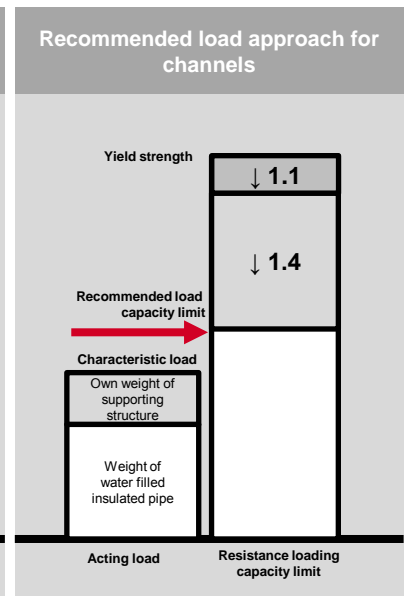 Recommended load approach for
channels
Yield strength
↓ 1.1
↓ 1.4
Recommended load
capacity limit
Characteristic load
Own weight of
supporting
structure
Weight of
water filled
insulated pipe
Acting load
Resistance loading
capacity limit